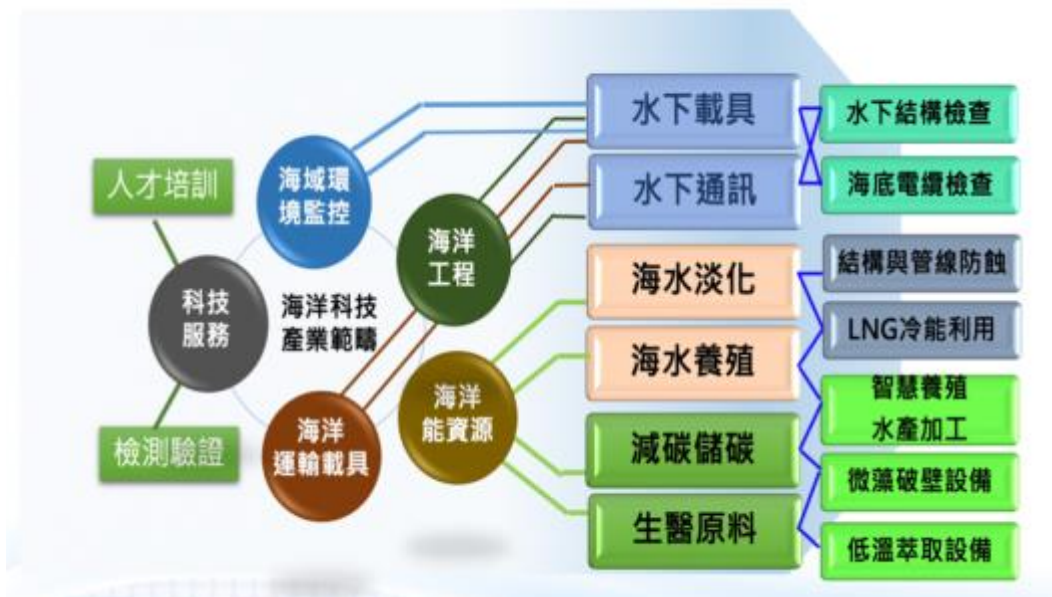 人才培訓
科技
服務
檢測驗證
海域環
境監控
海洋科技
產業範疇
海洋
運輸載具
海洋
工程
海洋
能資源
水下載具
水下通訊
海水淡化
海水養殖
減碳儲碳
生醫原料
水下結構檢查
海底電纜檢查
結構與管線防蝕
LNG冷能利用
智慧養殖
水產加工
微藻破壁設備
低溫萃取設備